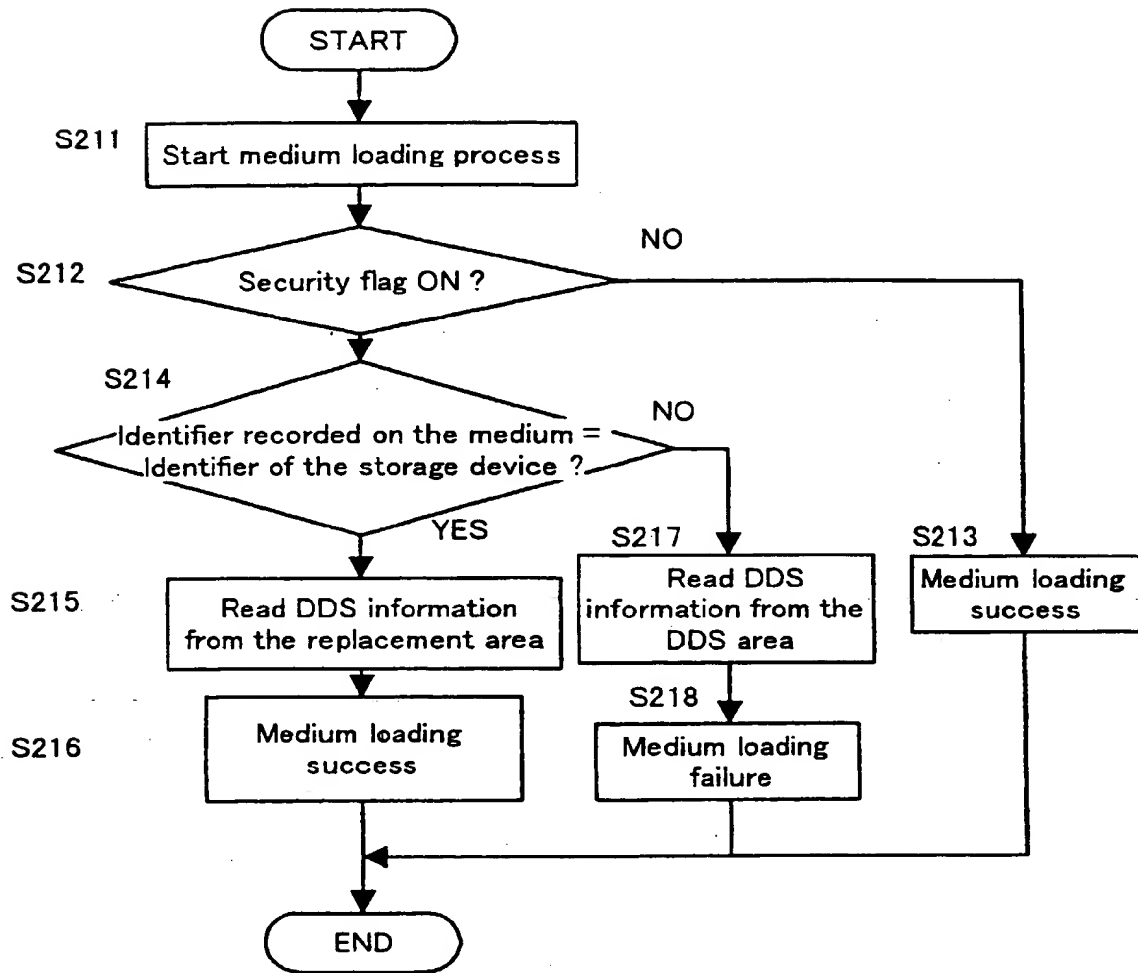 START
S211
Start medium loading process
NO
S212
Security flag ON ?
S214
NO
Identifier recorded on the medium =
Identifier of the storage device ?
YES
S217
S213
S215
Read DDS information
from the replacement area
Read DDS
information from the
DDS area
Medium loading
success
S218
S216
Medium loading
success
Medium loading
failure
END